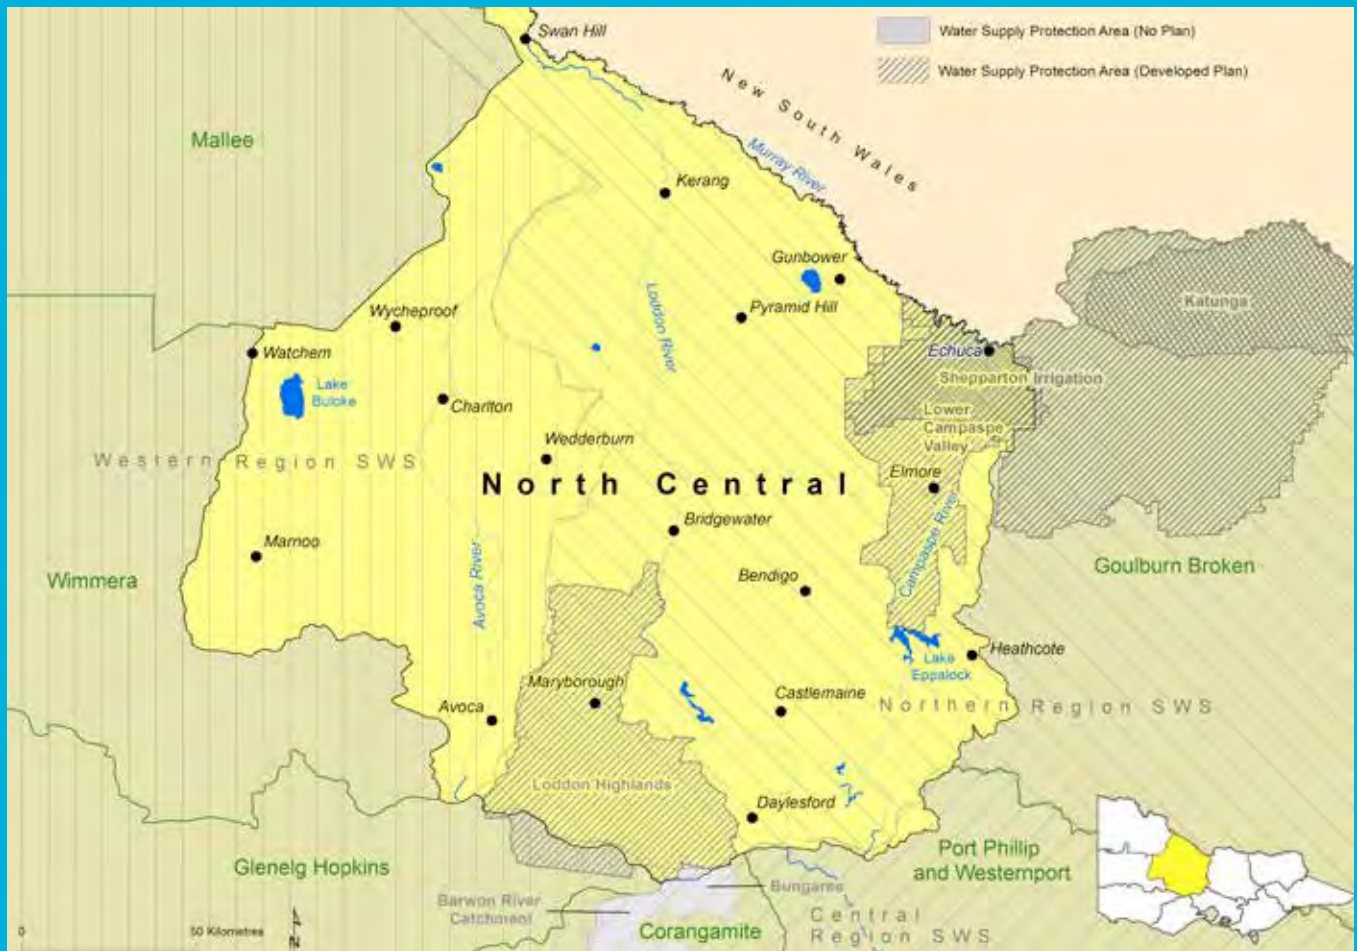 Swan Hill
Water Supply Protection Area (No Plan)
Water Supply Protection Area (Developed Plan)
New South Wales
Mallee
Murray River
Kerang
Gunbower
Katunga
Loddon River
Pyramid Hill
Wycheproof
Watchem
Echuca
Lake
Buloke
Shepparton Irrigation
Charlton
Lower
Campaspe
Valley
Wedderburn
Western Region SWS
Elmore
North Central
Bridgewater
Marnoo
Campaspe River
Avoca River
Goulburn Broken
Wimmera
Bendigo
Heathcote
Lake
Eppalock
Maryborough
Castlemaine
Avoca
Northern Region SWS
Loddon Highlands
Daylesford
Port Phillip
and Westernport
Glenelg Hopkins
Bungaree
Barwon River
Catchment
Central
Region SWS
Corangamite
0
50 Kilometres
N